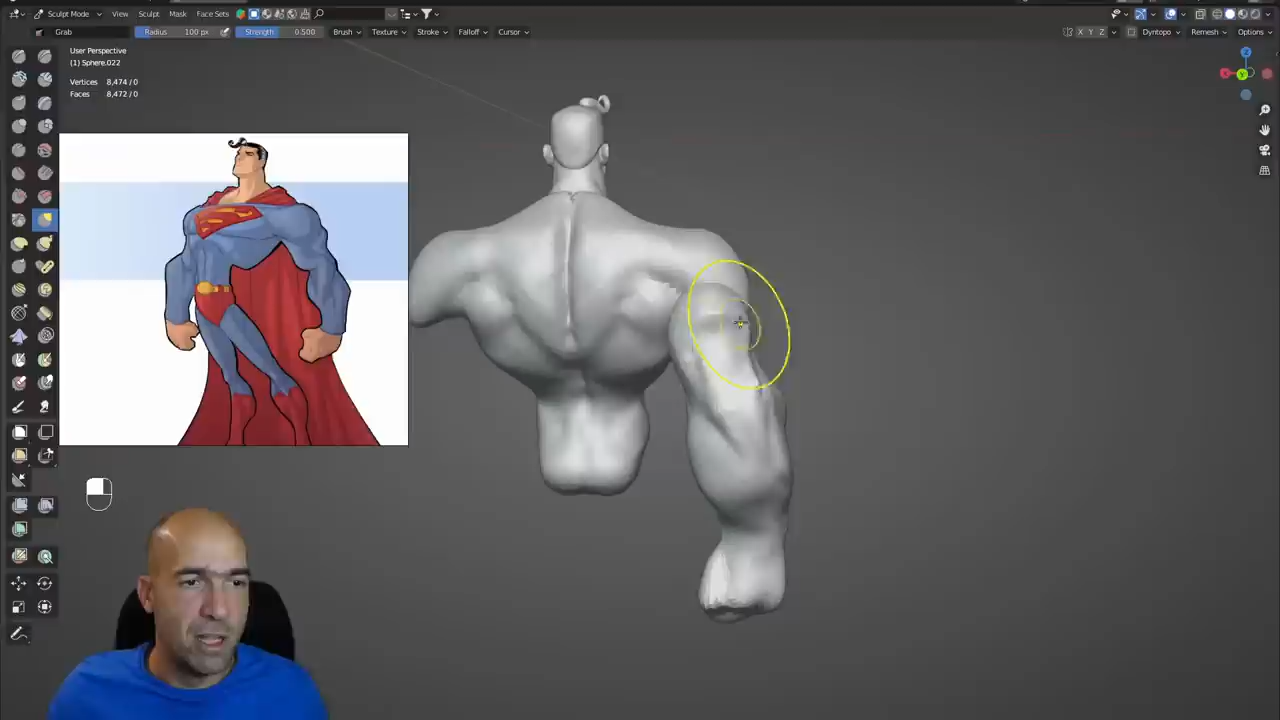 Sculpt Mode View Sculpt Mask Face Sets
Grab Radius 100 px Strength 0.500 Brush Texture Stroke Falloff Cursor X Y Z Dyntopo Remesh Options
User Perspective
(1) Sphere.022
Vertices 8,474 / 0
Faces 8,472 / 0
Z
X
Y
S